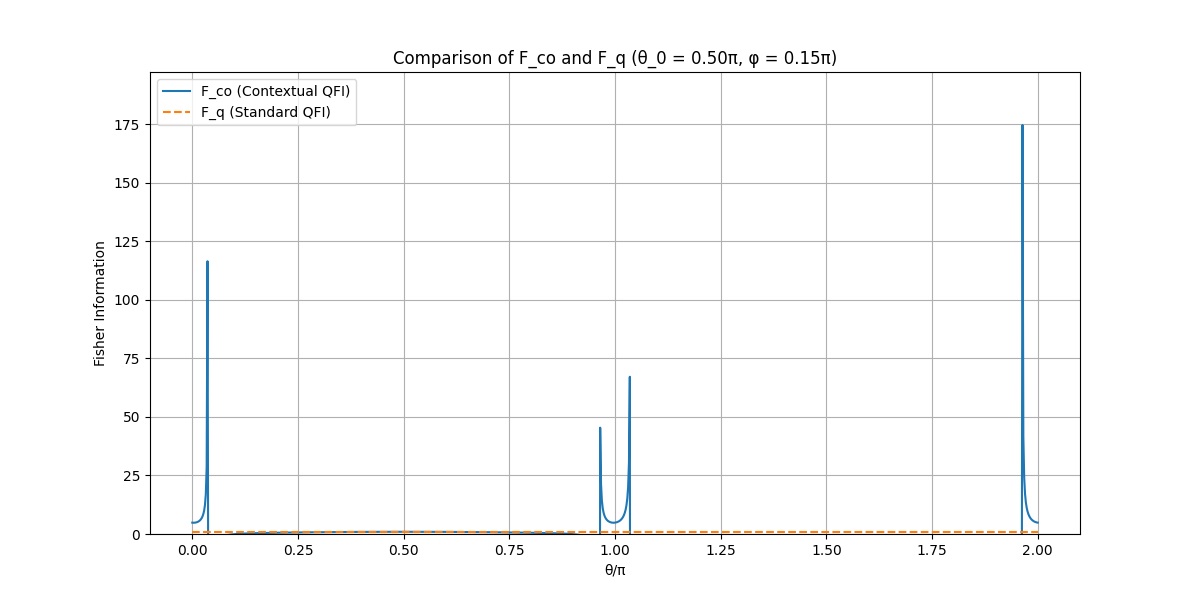 Comparison of F_co and F_q (θ_0 = 0.50π, φ = 0.15π)
F_co (Contextual QFI)
F_q (Standard QFI)
Fisher Information
175
150
125
100
75
50
25
0
0.00 0.25 0.50 0.75 1.00 1.25 1.50 1.75 2.00
θ/π